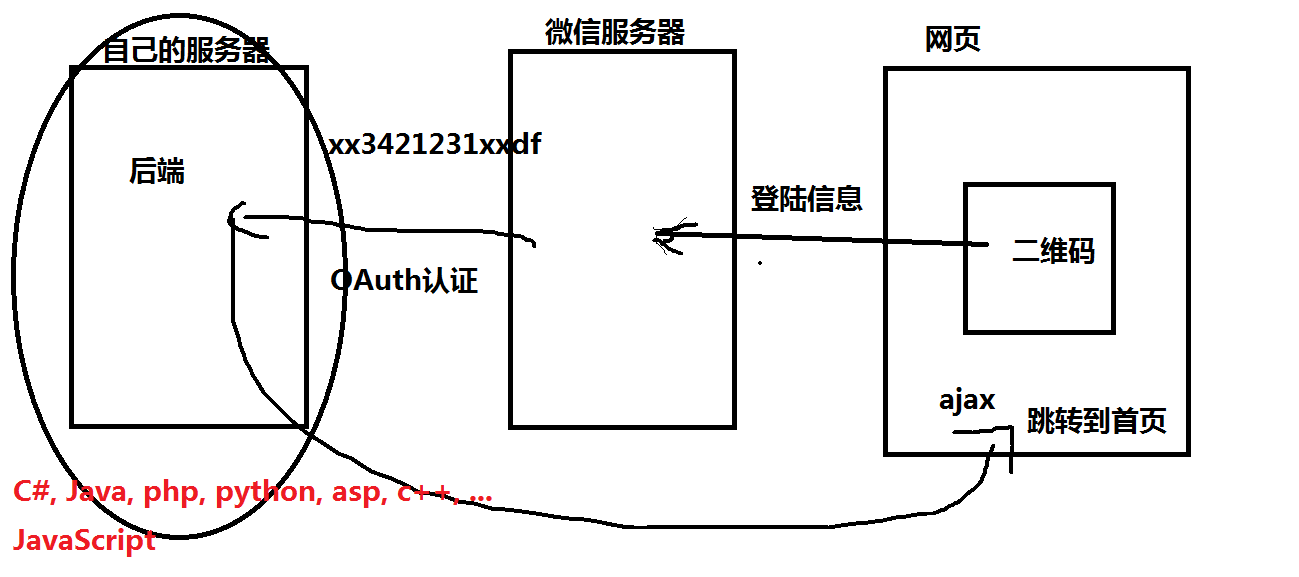 自己的服务器
微信服务器
网页
后端
xx3421231xxdf
登陆信息
二维码
OAuth认证
ajax
跳转到首页
C#, Java, php, python, asp, c++, ...
JavaScript